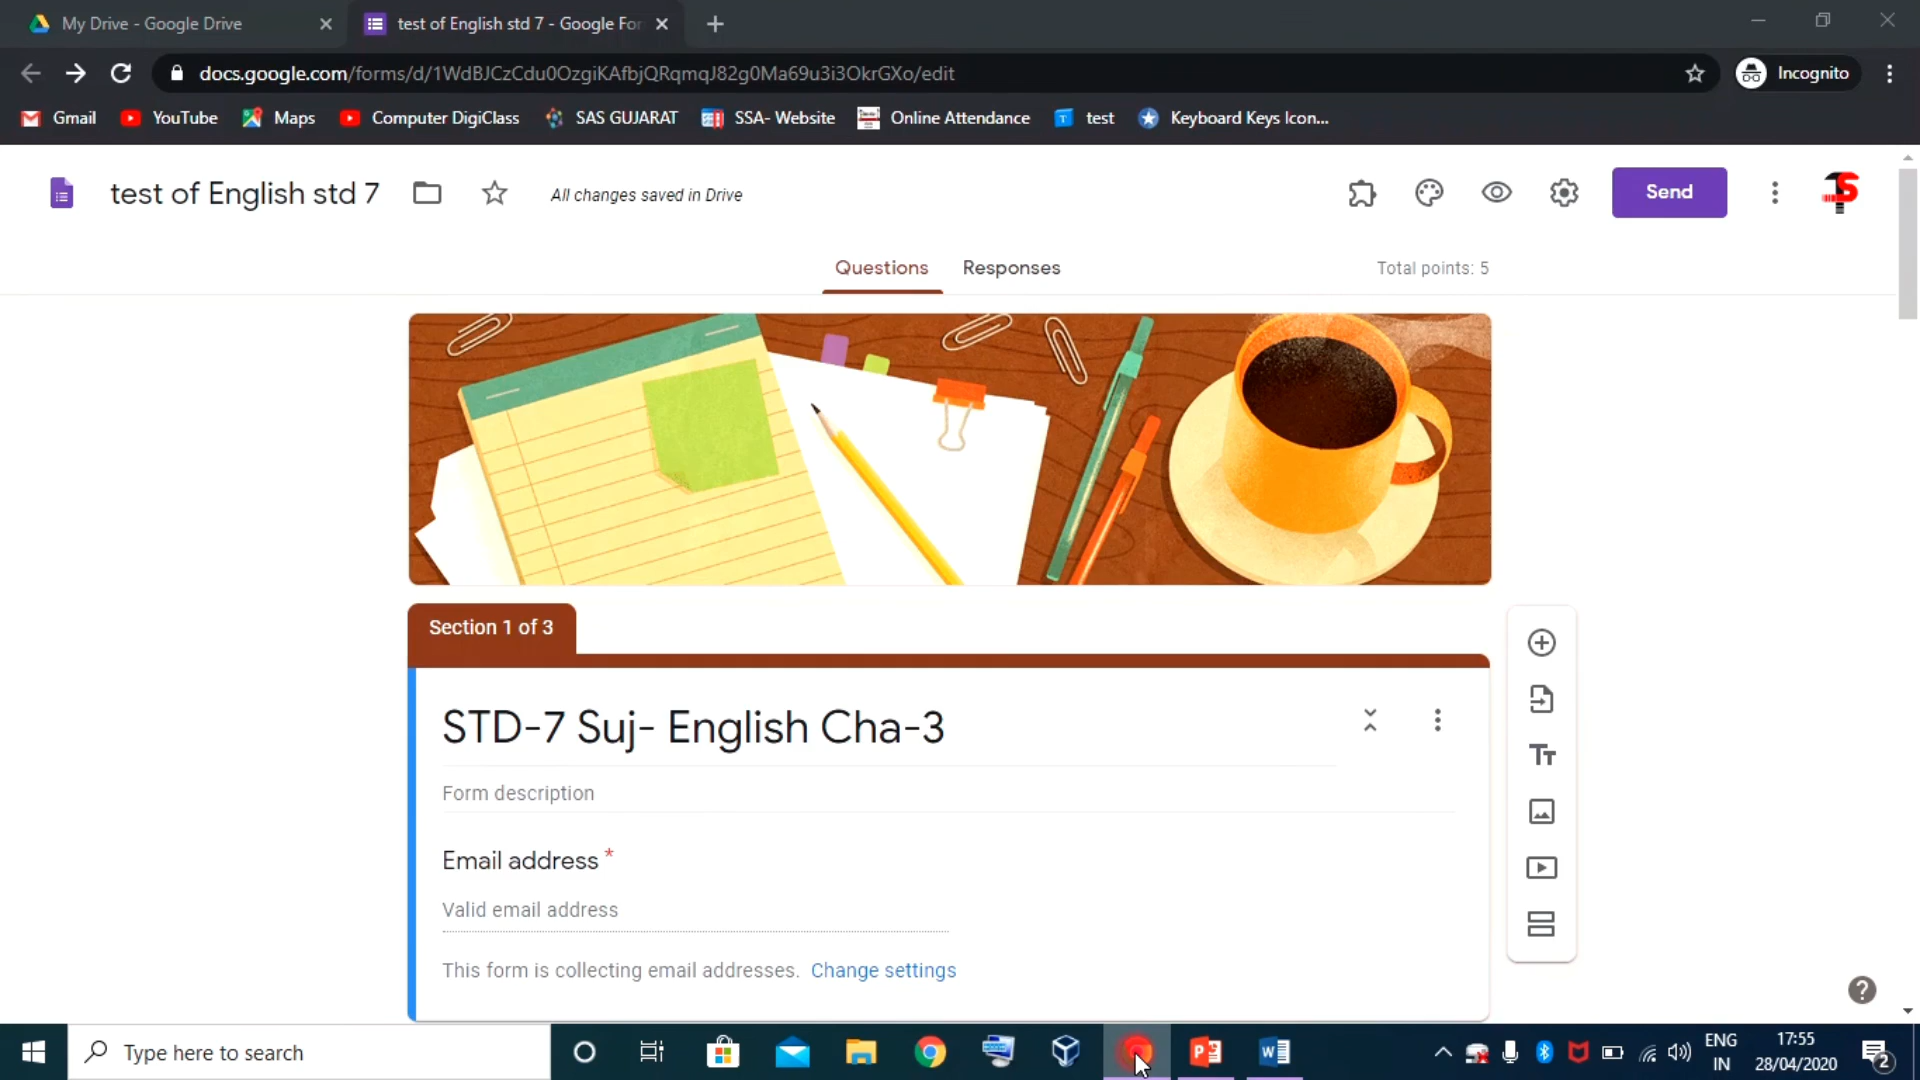 My Drive - Google Drive
test of English std 7 - Google For
docs.google.com/forms/d/1WdBJCzCdu0OzgiKAfbjQRqmqJ82g0Ma69u3i3OkrGXo/edit
Incognito
Gmail
YouTube
Maps
Computer DigiClass
SAS GUJARAT
SSA- Website
Online Attendance
test
Keyboard Keys Icon...
test of English std 7
All changes saved in Drive
Send
Questions
Responses
Total points: 5
Section 1 of 3
STD-7 Suj- English Cha-3
Form description
Email address *
Valid email address
This form is collecting email addresses. Change settings
Type here to search
ENG
IN
17:55
28/04/2020
2